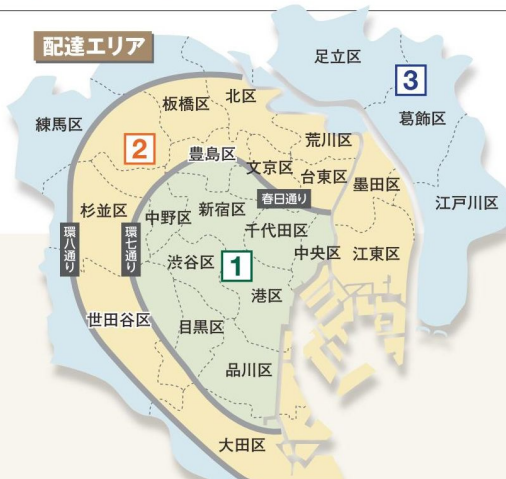 配達エリア
足立区
3
北区
板橋区
葛飾区
練馬区
荒川区
2
豊島区
文京区
台東区
墨田区
春日通り
江戸川区
杉並区
中野区
新宿区
千代田区
環八通り
環七通り
中央区
江東区
渋谷区
1
港区
世田谷区
目黒区
品川区
大田区